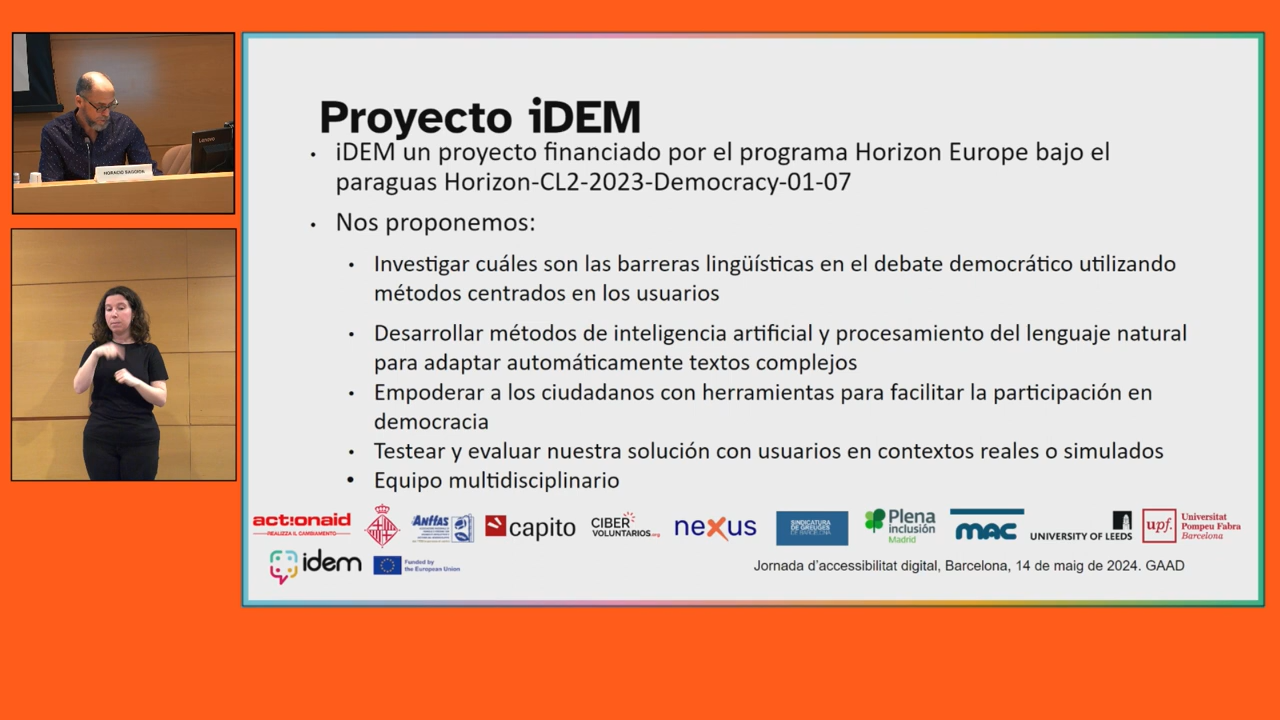 Lenovo
HORACIO SAGGION
Proyecto iDEM
• iDEM un proyecto financiado por el programa Horizon Europe bajo el
paraguas Horizon-CL2-2023-Democracy-01-07
• Nos proponemos:
• Investigar cuáles son las barreras lingüísticas en el debate democrático utilizando
métodos centrados en los usuarios
• Desarrollar métodos de inteligencia artificial y procesamiento del lenguaje natural
para adaptar automáticamente textos complejos
• Empoderar a los ciudadanos con herramientas para facilitar la participación en
democracia
• Testear y evaluar nuestra solución con usuarios en contextos reales o simulados
• Equipo multidisciplinario
act!onaid
REALIZZA IL CAMBIAMENTO
Anffas
capito
CIBER
VOLUNTARIOS.org
neXus
SINDICATURA
DE GREUGES
DE BARCELONA
Plena
inclusión
Madrid
mac
UNIVERSITY OF LEEDS
upf.
Universitat
Pompeu Fabra
Barcelona
idem
Funded by
the European Union
Jornada d'accessibilitat digital, Barcelona, 14 de maig de 2024. GAAD